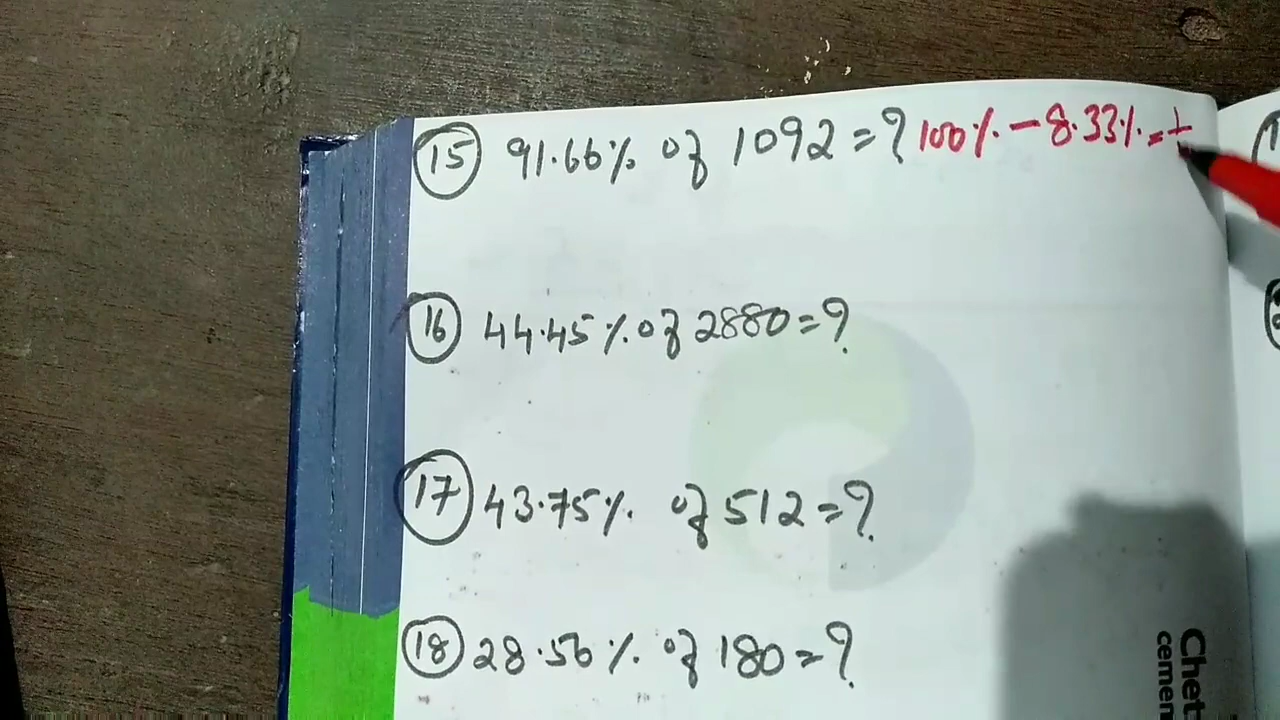 15 91.66% of 1092 = ? 100% - 8.33% =
16 44.45% of 2880 = ?
17 43.75% of 512 = ?
18 28.56% of 180 = ?
Chet
cemen